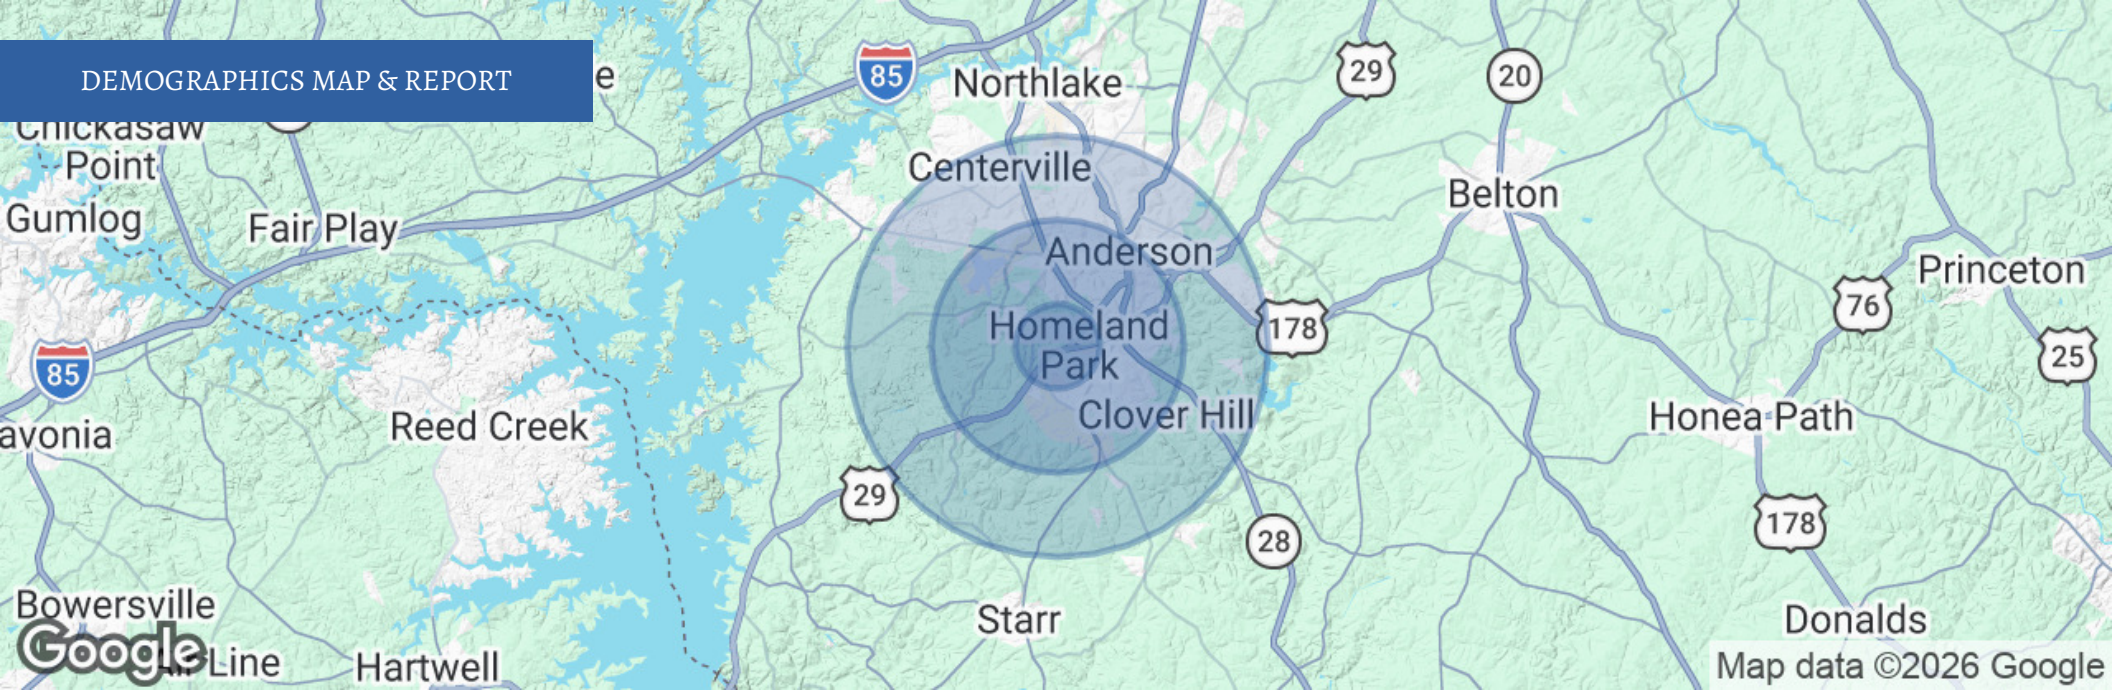 DEMOGRAPHICS MAP & REPORT
e
85
Northlake
29
20
Chickasaw
Point
Centerville
Belton
Gumlog
Fair Play
Anderson
Princeton
Homeland
Park
178
76
25
85
Reed Creek
Clover Hill
Honea Path
avonia
29
178
28
Bowersville
Starr
Donalds
Google
Air Line
Hartwell
Map data ©2026 Google